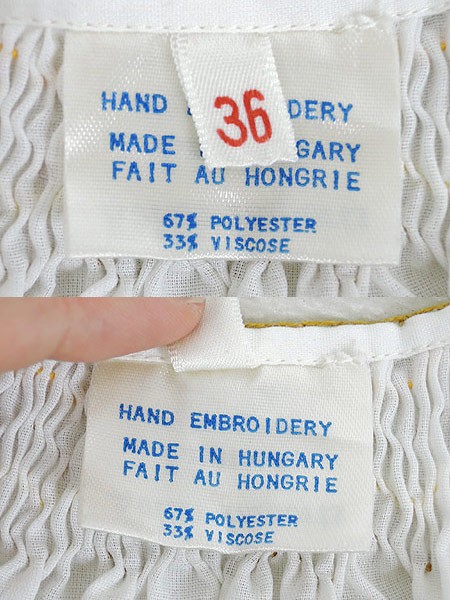 HAND
36
DERY
MADE
GARY
FAIT AU HONGRIE
67% POLYESTER
33% VISCOSE
HAND EMBROIDERY
MADE IN HUNGARY
FAIT AU HONGRIE
67% POLYESTER
33% VISCOSE